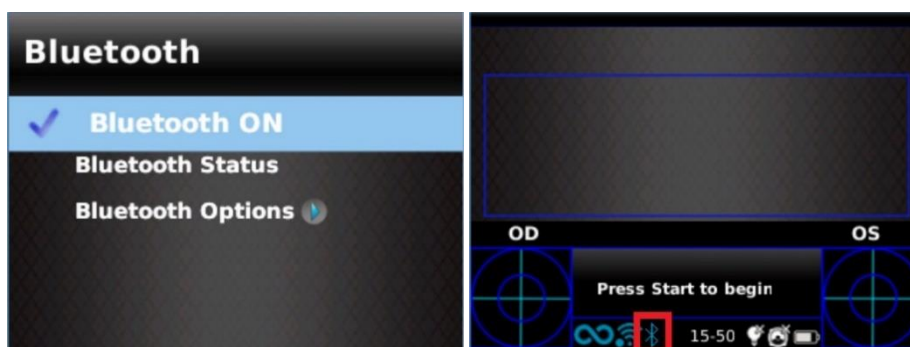 Bluetooth
Bluetooth ON
Bluetooth Status
Bluetooth Options
OD
OS
Press Start to begin
15-50